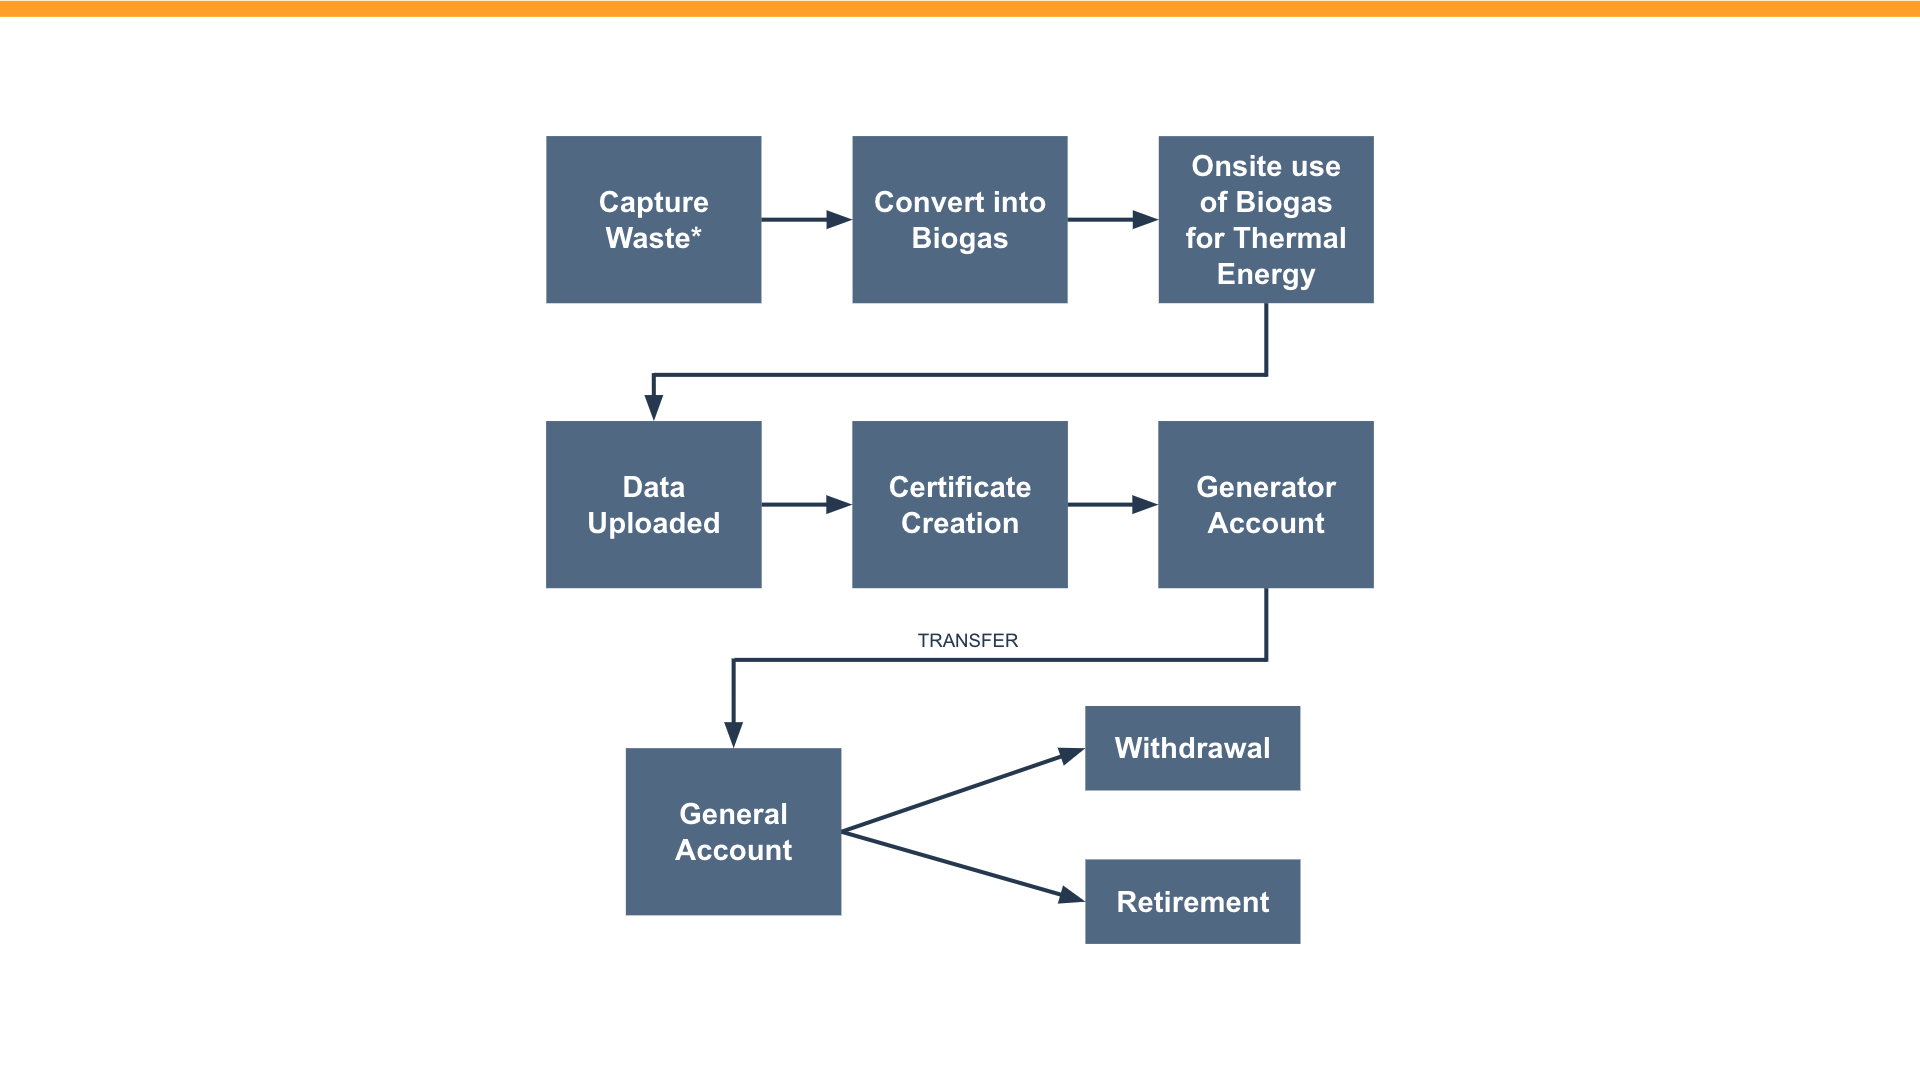 Capture
Waste*
Convert into
Biogas
Onsite use
of Biogas
for Thermal
Energy
Data
Uploaded
Certificate
Creation
Generator
Account
TRANSFER
General
Account
Withdrawal
Retirement